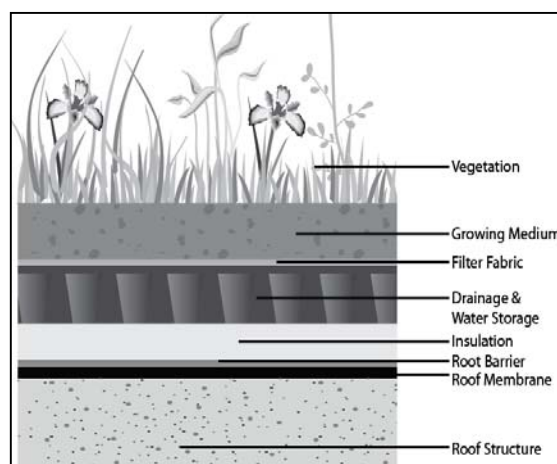 Vegetation
Growing Medium
Filter Fabric
Drainage &
Water Storage
Insulation
Root Barrier
Roof Membrane
Roof Structure